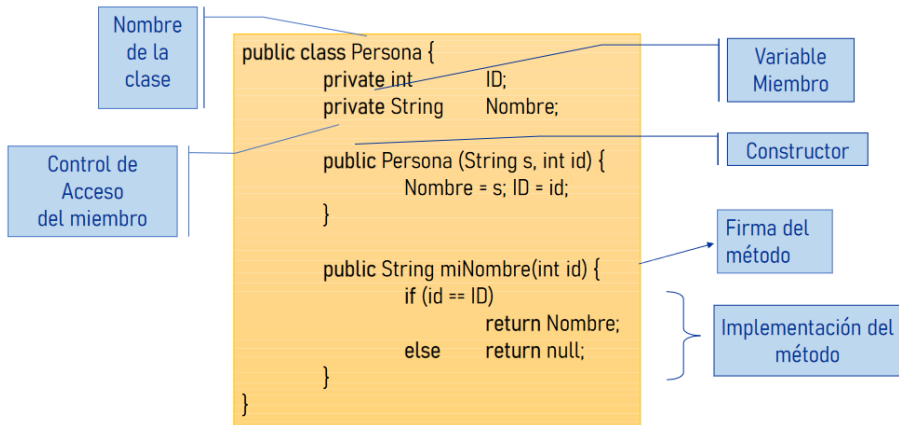 Nombre
de la
clase
Control de
Acceso
del miembro
public class Persona {
private int ID;
private String Nombre;
public Persona (String s, int id) {
Nombre = s; ID = id;
}
public String miNombre(int id) {
if (id == ID)
return Nombre;
else return null;
}
}
Variable
Miembro
Constructor
Firma del
método
Implementación del
método